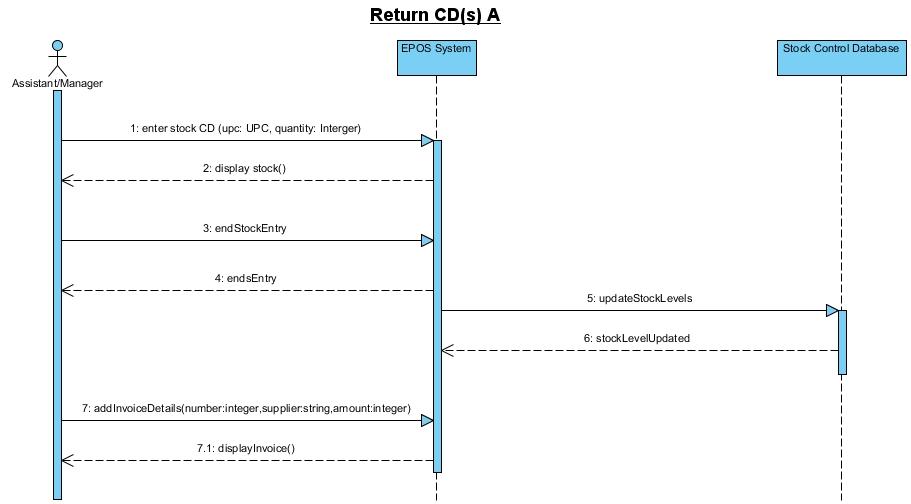 Return CD(s) A
Assistant/Manager
EPOS System
Stock Control Database
1: enter stock CD (upc: UPC, quantity: Interger)
2: display stock()
3: endStockEntry
4: endsEntry
5: updateStockLevels
6: stockLevelUpdated
7: addInvoiceDetails(number:integer,supplier:string,amount:integer)
7.1: displayInvoice()